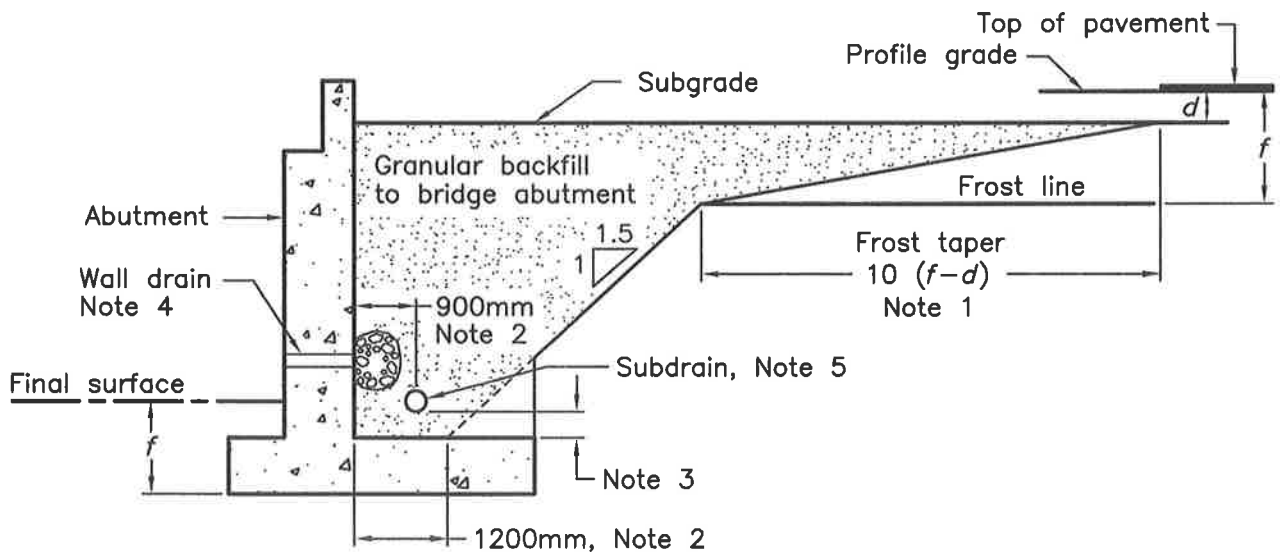 Top of pavement
Profile grade
Subgrade
d
f
Granular backfill
to bridge abutment
Frost line
Abutment
1.5
1
Frost taper
10 (f-d)
Note 1
Wall drain
Note 4
900mm
Note 2
Subdrain, Note 5
Final surface
f
Note 3
1200mm, Note 2